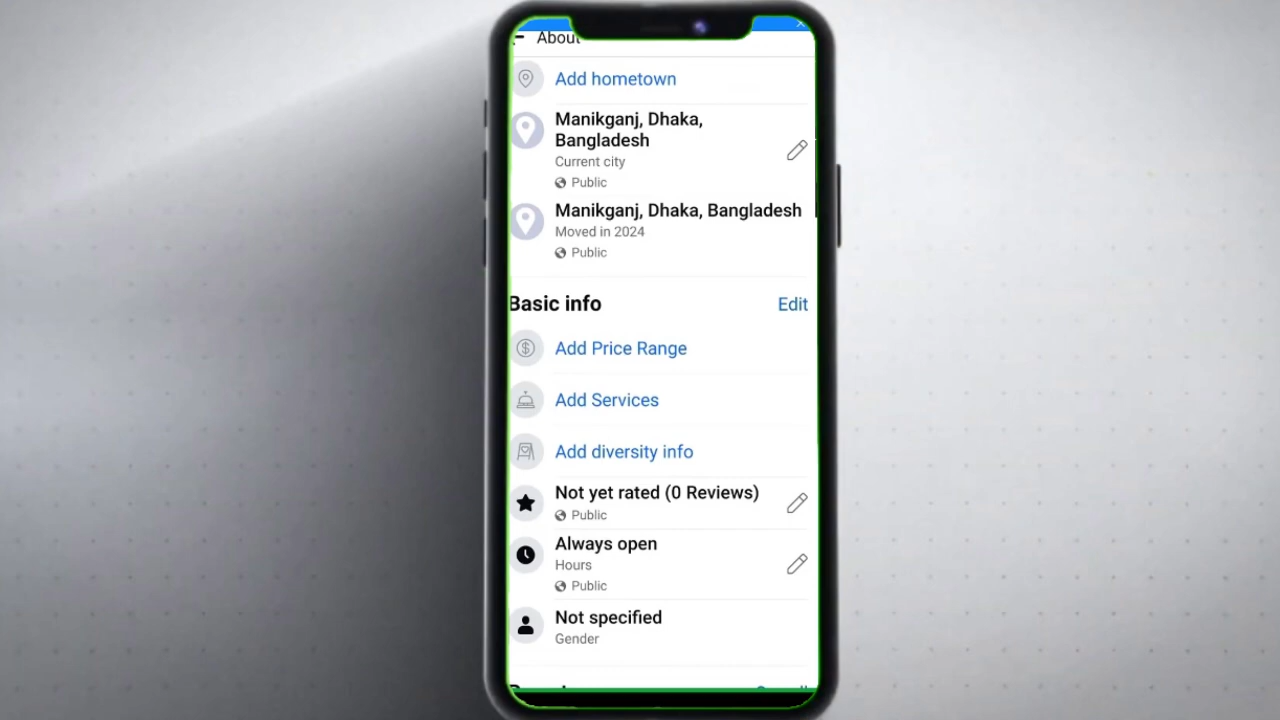 About
Add hometown
Manikganj, Dhaka,
Bangladesh
Current city
Public
Manikganj, Dhaka, Bangladesh
Moved in 2024
Public
Basic info
Edit
Add Price Range
Add Services
Add diversity info
Not yet rated (0 Reviews)
Public
Always open
Hours
Public
Not specified
Gender